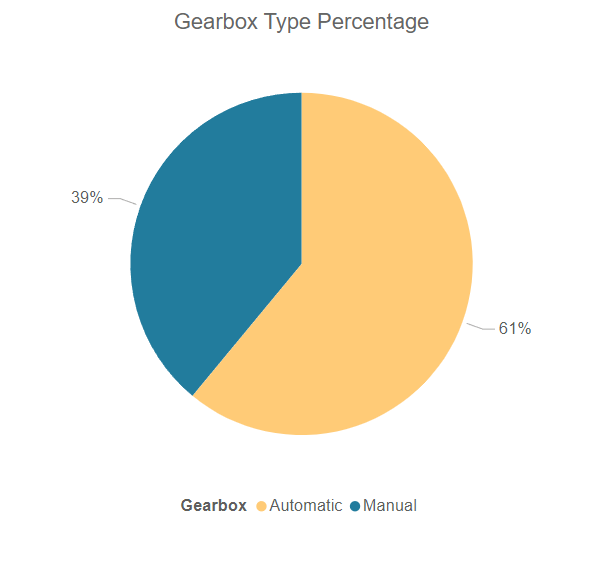 Gearbox Type Percentage
39%
61%
Gearbox Automatic Manual